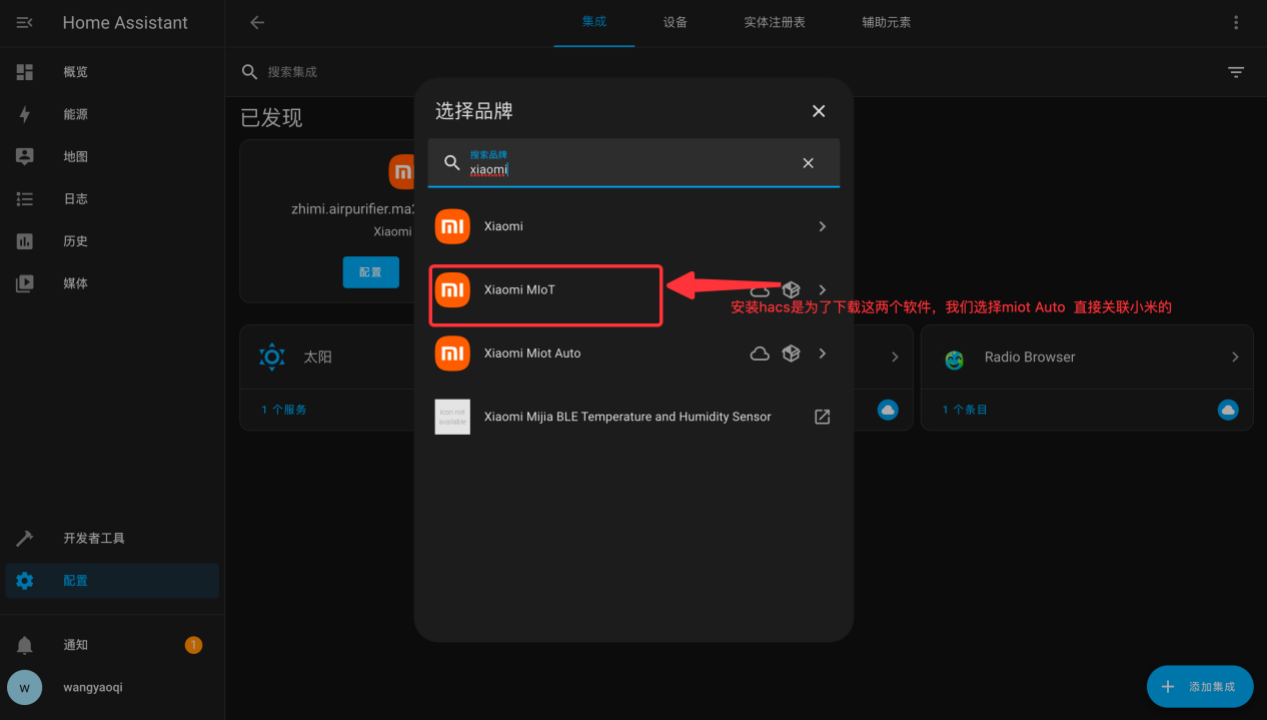 Home Assistant
集成
设备
实体注册表
辅助元素
概览
能源
地图
日志
历史
媒体
开发者工具
配置
通知
1
w
wangyaoqi
搜索集成
已发现
zhimi.airpurifier.ma
Xiaomi
配置
太阳
1 个服务
选择品牌
搜索品牌
xiaomi
Xiaomi
Xiaomi MIoT
安装hacs是为了下载这两个软件，我们选择miot Auto 直接关联小米的
Xiaomi Miot Auto
icon not
available
Xiaomi Mijia BLE Temperature and Humidity Sensor
Radio Browser
1 个条目
添加集成